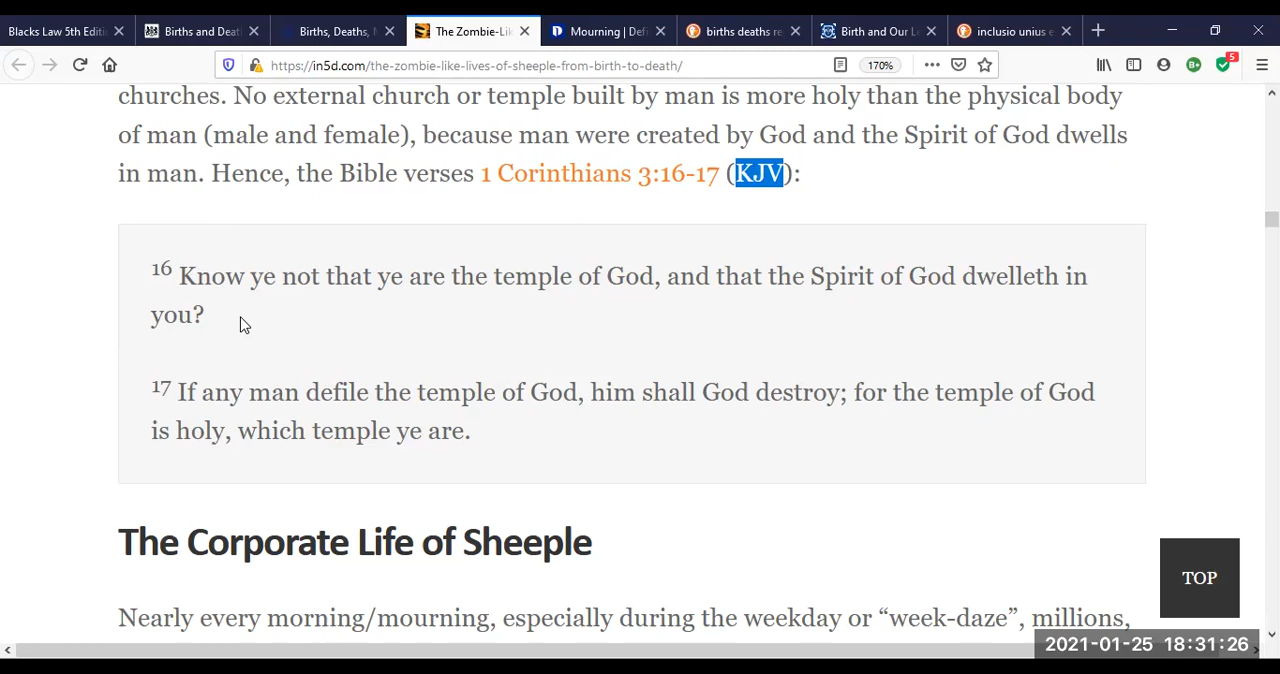 Blacks Law 5th Editi
Births and Deat
Births, Deaths, M
The Zombie-Lik
Mourning | Defi
births deaths re
Birth and Our Le
inclusio unius e
https://in5d.com/the-zombie-like-lives-of-sheeple-from-birth-to-death/
170%
B+
5
churches. No external church or temple built by man is more holy than the physical body
of man (male and female), because man were created by God and the Spirit of God dwells
in man. Hence, the Bible verses 1 Corinthians 3:16-17 (KJV):
16 Know ye not that ye are the temple of God, and that the Spirit of God dwelleth in
you?
17 If any man defile the temple of God, him shall God destroy; for the temple of God
is holy, which temple ye are.
The Corporate Life of Sheeple
TOP
Nearly every morning/mourning, especially during the weekday or “week-daze”, millions,
2021-01-25 18:31:26